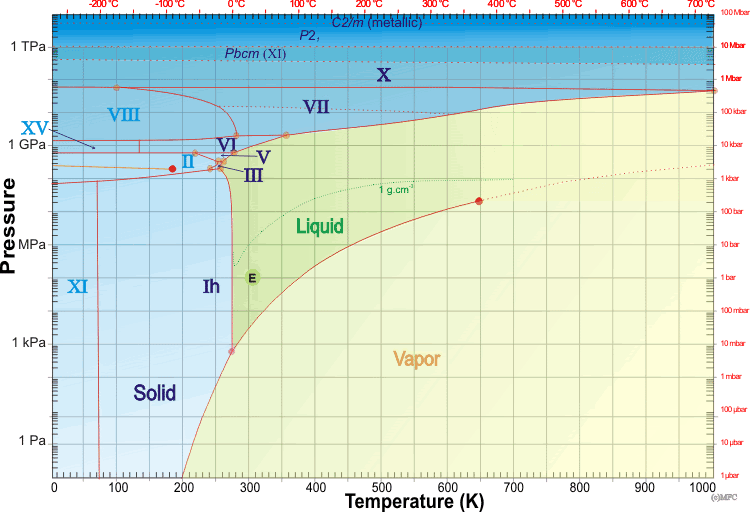 -200 °C -100 °C 0 °C 100 °C 200 °C 300 °C 400 °C 500 °C 600 °C 700 °C
C2/m (metallic)
100 Mbar
P2₁
1 TPa
10 Mbar
Pbcm (XI)
X
1 Mbar
VIII
VII
100 kbar
XV
VI
1 GPa
10 kbar
II
V
III
1 kbar
1 g.cm⁻³
Pressure
100 bar
Liquid
MPa
10 bar
E
XI
Ih
1 bar
100 mbar
1 kPa
10 mbar
Vapor
1 mbar
Solid
100 µbar
1 Pa
10 µbar
1 µbar
0 100 200 300 400 500 600 700 800 900 1000
Temperature (K)
(c)MPC